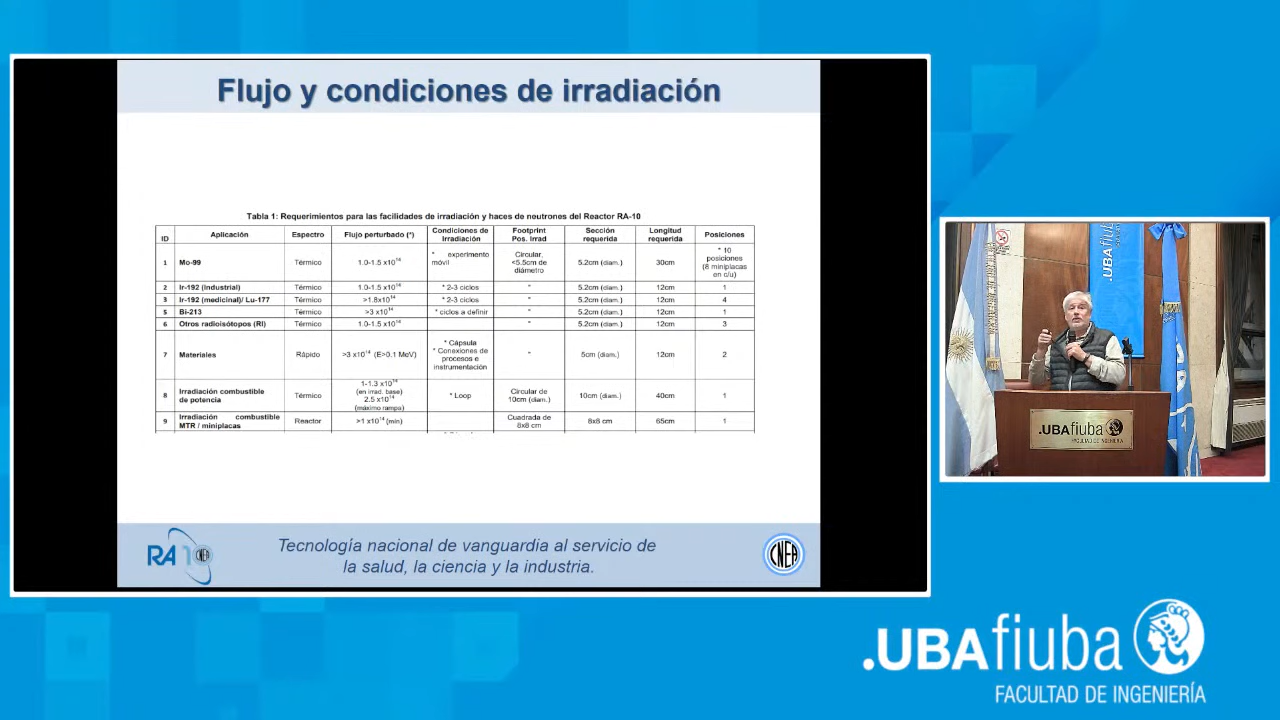 Flujo y condiciones de irradiación
Tabla 1: Requerimientos para las facilidades de irradiación y haces de neutrones del Reactor RA-10
ID Aplicación Espectro Flujo perturbado (*) Condiciones de Irradiación Footprint Pos. Irrad Sección requerida Longitud requerida Posiciones
1 Mo-99 Térmico 1.0-1.5 x10^14 * experimento móvil Circular, <5.5cm de diámetro 5.2cm (diam.) 30cm * 10 posiciones (8 miniplacas en c/u)
2 Ir-192 (Industrial) Térmico 1.0-1.5 x10^14 * 2-3 ciclos " 5.2cm (diam.) 12cm 1
3 Ir-192 (medicinal)/ Lu-177 Térmico >1.8x10^14 * 2-3 ciclos " 5.2cm (diam.) 12cm 4
5 Bi-213 Térmico >3 x10^14 * ciclos a definir " 5.2cm (diam.) 12cm 1
6 Otros radioisótopos (RI) Térmico 1.0-1.5 x10^14 " 5.2cm (diam.) 12cm 3
7 Materiales Rápido >3 x10^14 (E>0.1 MeV) * Cápsula * Conexiones de procesos e instrumentación " 5cm (diam.) 12cm 2
8 Irradiación combustible de potencia Térmico 1-1.3 x10^14 (en irrad. base) 2.5 x10^14 (máximo rampa) * Loop Circular de 10cm (diam.) 10cm (diam.) 40cm 1
9 Irradiación combustible MTR / miniplacas Reactor >1 x10^14 (min) Cuadrada de 8x8 cm 8x8 cm 65cm 1
RA 10 CNEA
Tecnología nacional de vanguardia al servicio de
la salud, la ciencia y la industria.
CNEA
.UBAfiuba
.UBAfiuba
FACULTAD DE INGENIERÍA
.UBAfiuba
FACULTAD DE INGENIERÍA